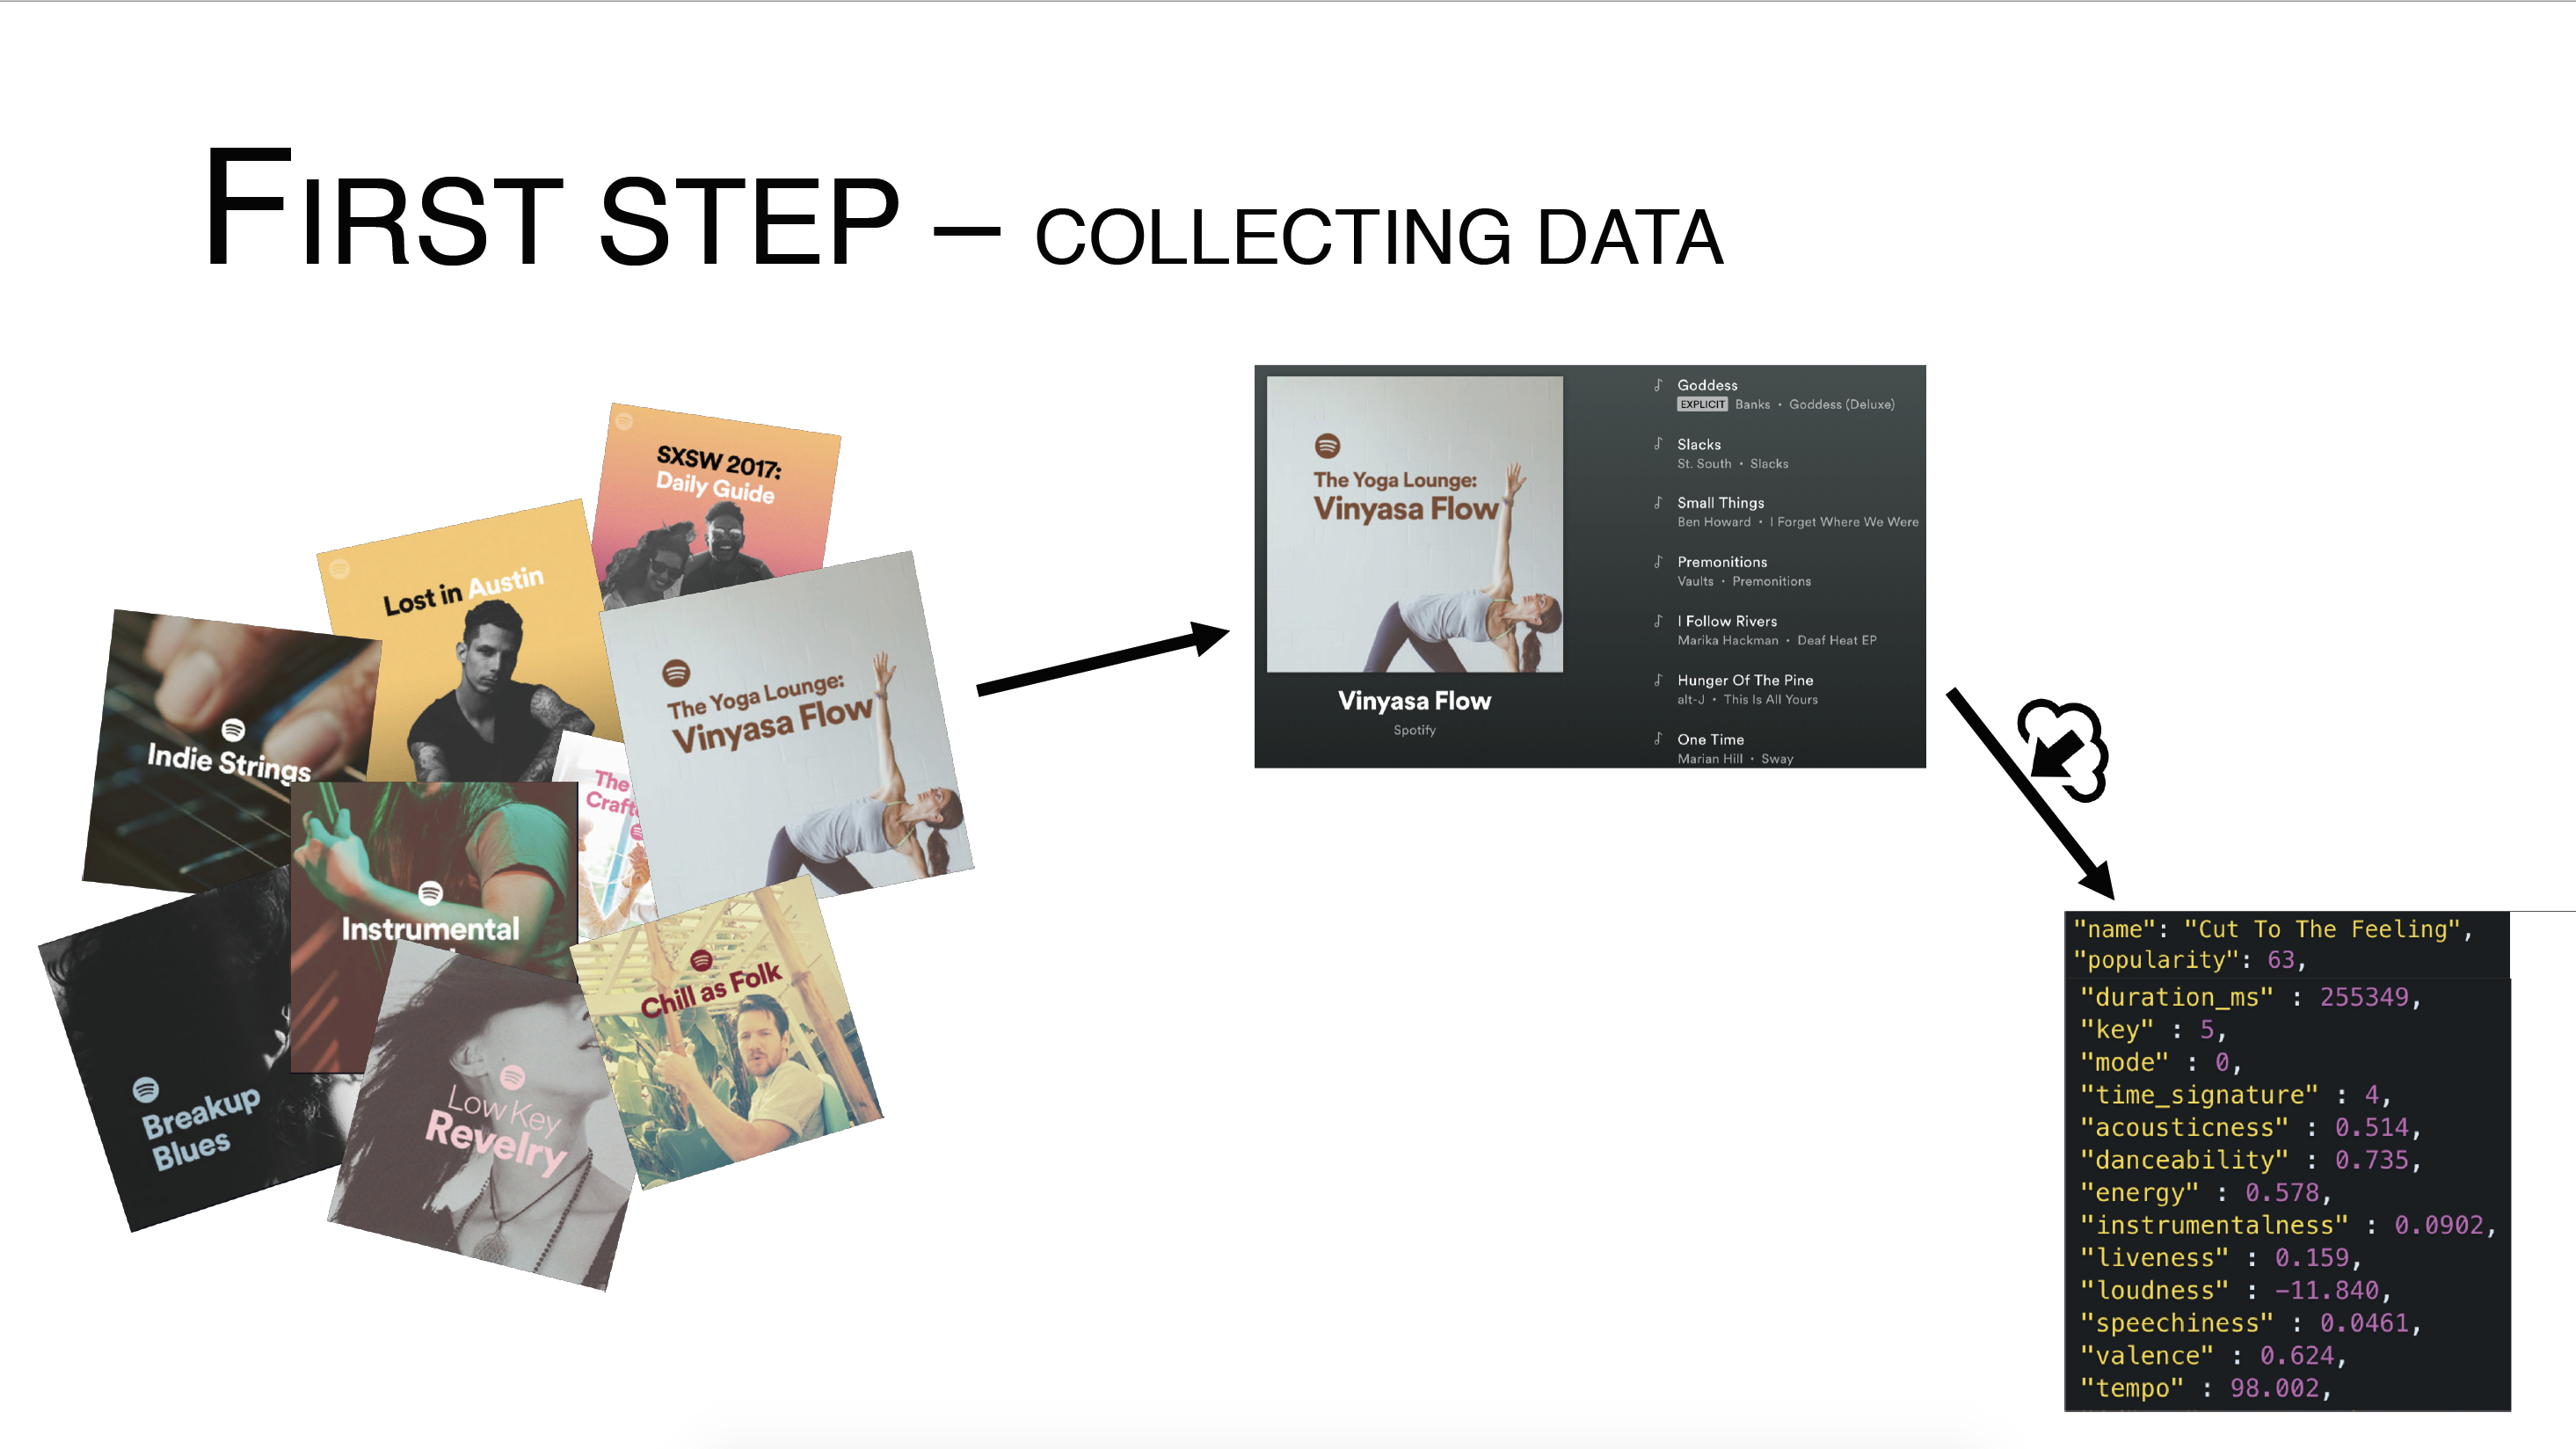 FIRST STEP – COLLECTING DATA
SXSW 2017:
Daily Guide
Lost in Austin
Indie Strings
The Yoga Lounge:
Vinyasa Flow
The
Instrumental
Chill as Folk
Breakup
Blues
Low Key
Revelry
The Yoga Lounge:
Vinyasa Flow
Vinyasa Flow
Spotify
Goddess
EXPLICIT Banks • Goddess (Deluxe)
Slacks
St. South • Slacks
Small Things
Ben Howard • I Forget Where We Were
Premonitions
Vaults • Premonitions
I Follow Rivers
Marika Hackman • Deaf Heat EP
Hunger Of The Pine
alt-J • This Is All Yours
One Time
Marian Hill • Sway
"name": "Cut To The Feeling",
"popularity": 63,
"duration_ms" : 255349,
"key" : 5,
"mode" : 0,
"time_signature" : 4,
"acousticness" : 0.514,
"danceability" : 0.735,
"energy" : 0.578,
"instrumentalness" : 0.0902,
"liveness" : 0.159,
"loudness" : -11.840,
"speechiness" : 0.0461,
"valence" : 0.624,
"tempo" : 98.002,